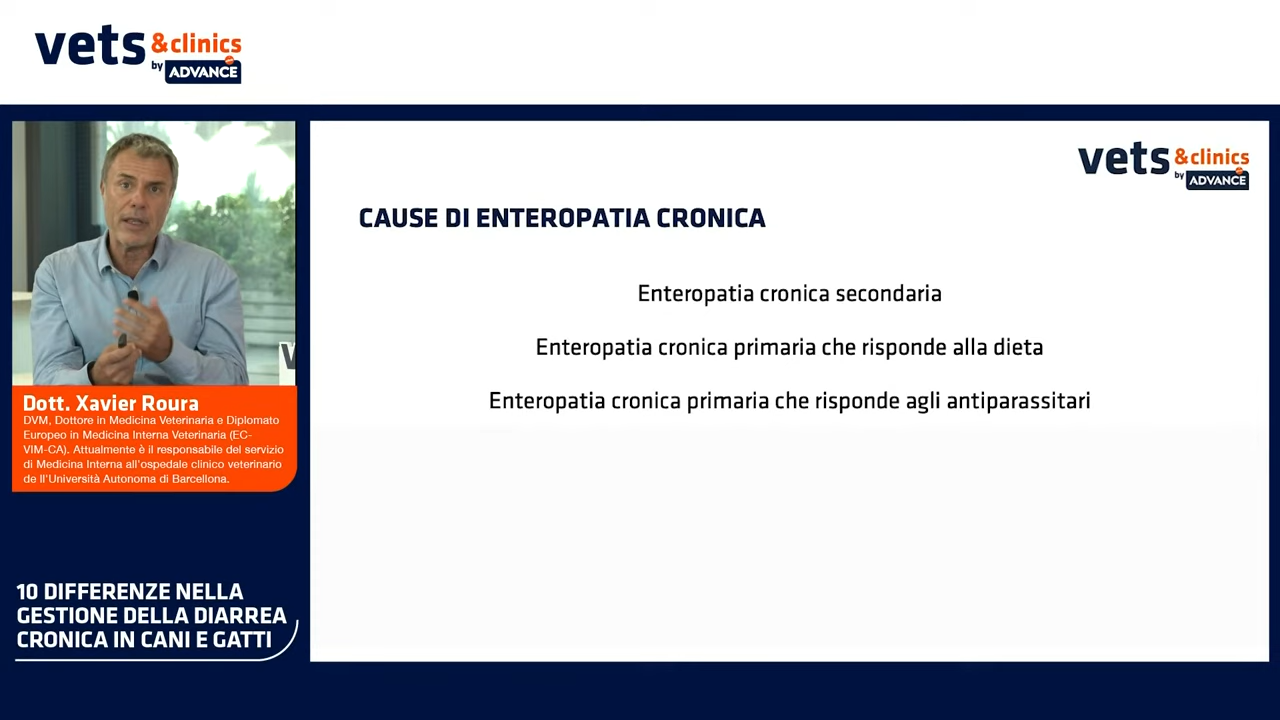 vets &clinics
by ADVANCE
vets &clinics
by ADVANCE
CAUSE DI ENTEROPATIA CRONICA
Enteropatia cronica secondaria
Enteropatia cronica primaria che risponde alla dieta
Enteropatia cronica primaria che risponde agli antiparassitari
Dott. Xavier Roura
DVM, Dottore in Medicina Veterinaria e Diplomato
Europeo in Medicina Interna Veterinaria (EC-
VIM-CA). Attualmente è il responsabile del servizio
di Medicina Interna all'ospedale clinico veterinario
de ll'Università Autonoma di Barcellona.
10 DIFFERENZE NELLA
GESTIONE DELLA DIARREA
CRONICA IN CANI E GATTI